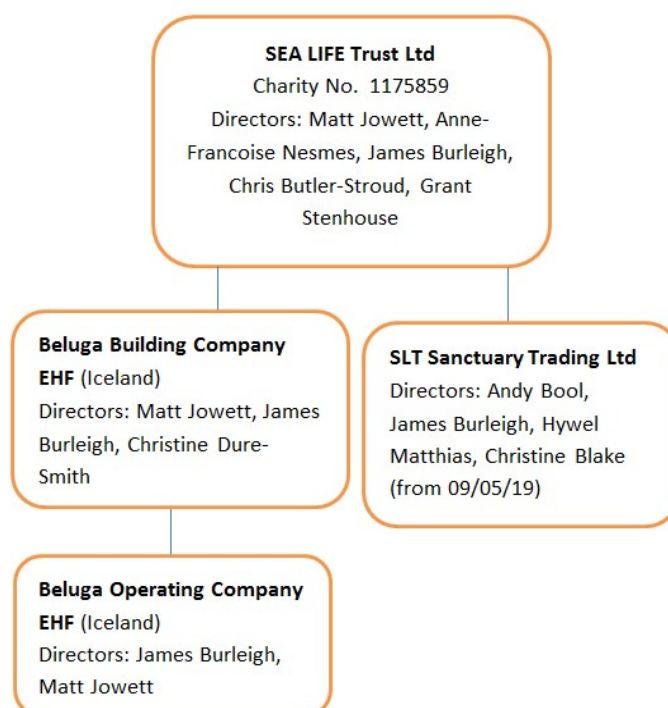 SEA LIFE Trust Ltd
Charity No. 1175859
Directors: Matt Jowett, Anne-
Francoise Nesmes, James Burleigh,
Chris Butler-Stroud, Grant
Stenhouse
Beluga Building Company
EHF (Iceland)
Directors: Matt Jowett, James
Burleigh, Christine Dure-
Smith
SLT Sanctuary Trading Ltd
Directors: Andy Bool,
James Burleigh, Hywel
Matthias, Christine Blake
(from 09/05/19)
Beluga Operating Company
EHF (Iceland)
Directors: James Burleigh,
Matt Jowett